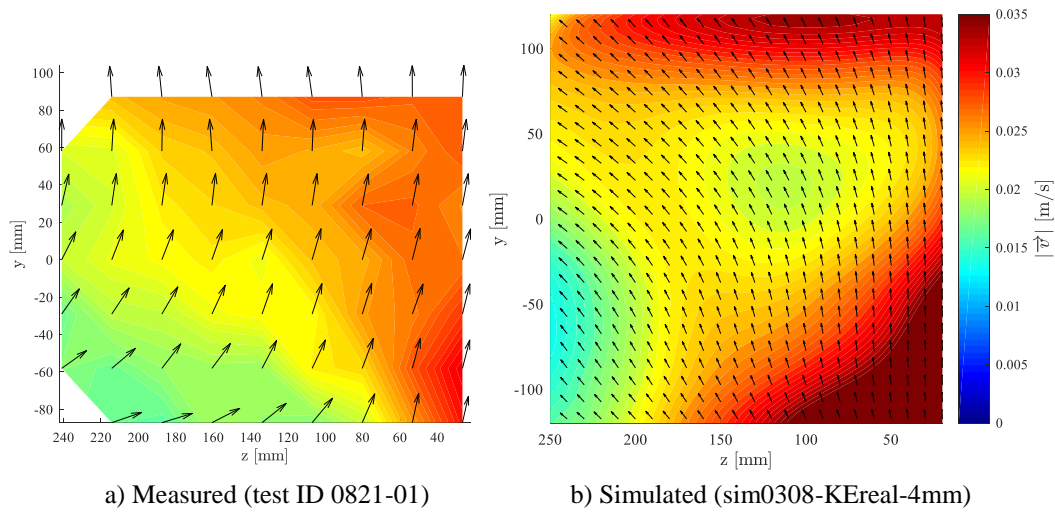 100
80
60
40
20
0
-20
-40
-60
-80
y [mm]
240 220 200 180 160 140 120 100 80 60 40
z [mm]
a) Measured (test ID 0821-01)
100
50
0
-50
-100
y [mm]
250 200 150 100 50
z [mm]
b) Simulated (sim0308-KEreal-4mm)
0.035
0.03
0.025
0.02
0.015
0.01
0.005
0
|v⃗| [m/s]